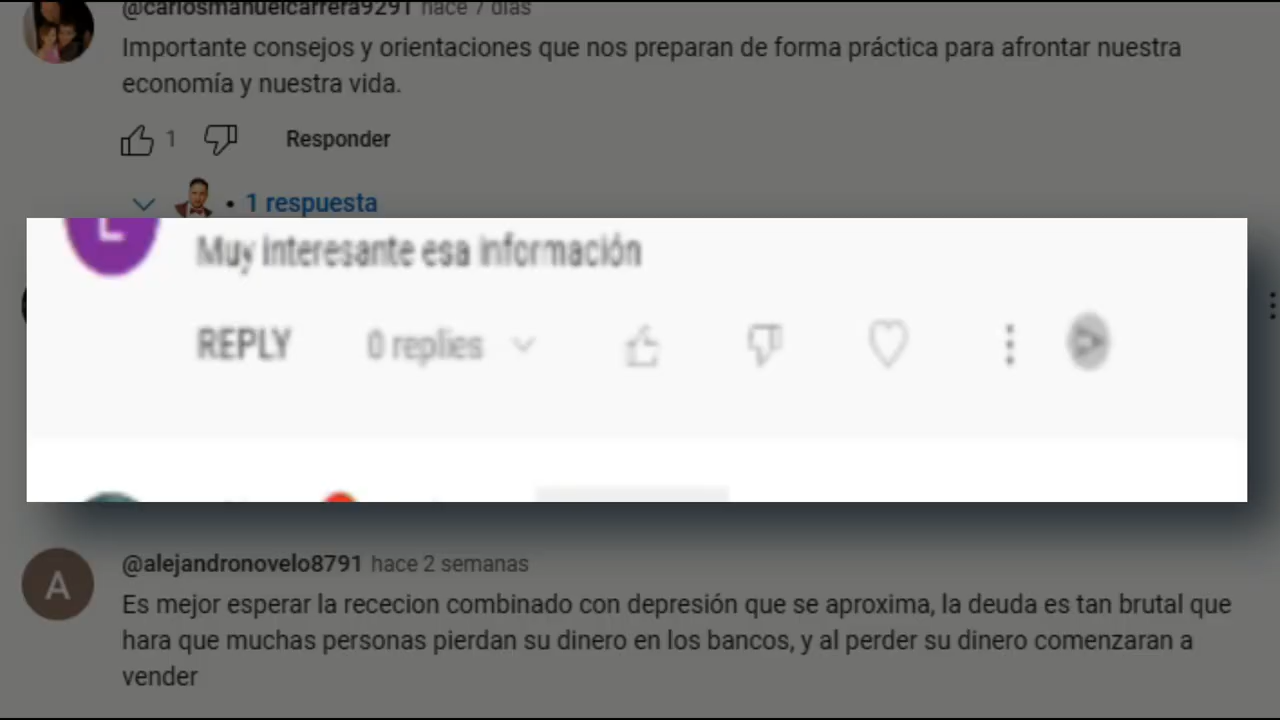 @carlosmanuelcarrera9291 hace 7 días
Importante consejos y orientaciones que nos preparan de forma práctica para afrontar nuestra
economía y nuestra vida.
1 Responder
• 1 respuesta
L
Muy interesante esa información
REPLY 0 replies
A
@alejandronovelo8791 hace 2 semanas
Es mejor esperar la rececion combinado con depresión que se aproxima, la deuda es tan brutal que
hara que muchas personas pierdan su dinero en los bancos, y al perder su dinero comenzaran a
vender